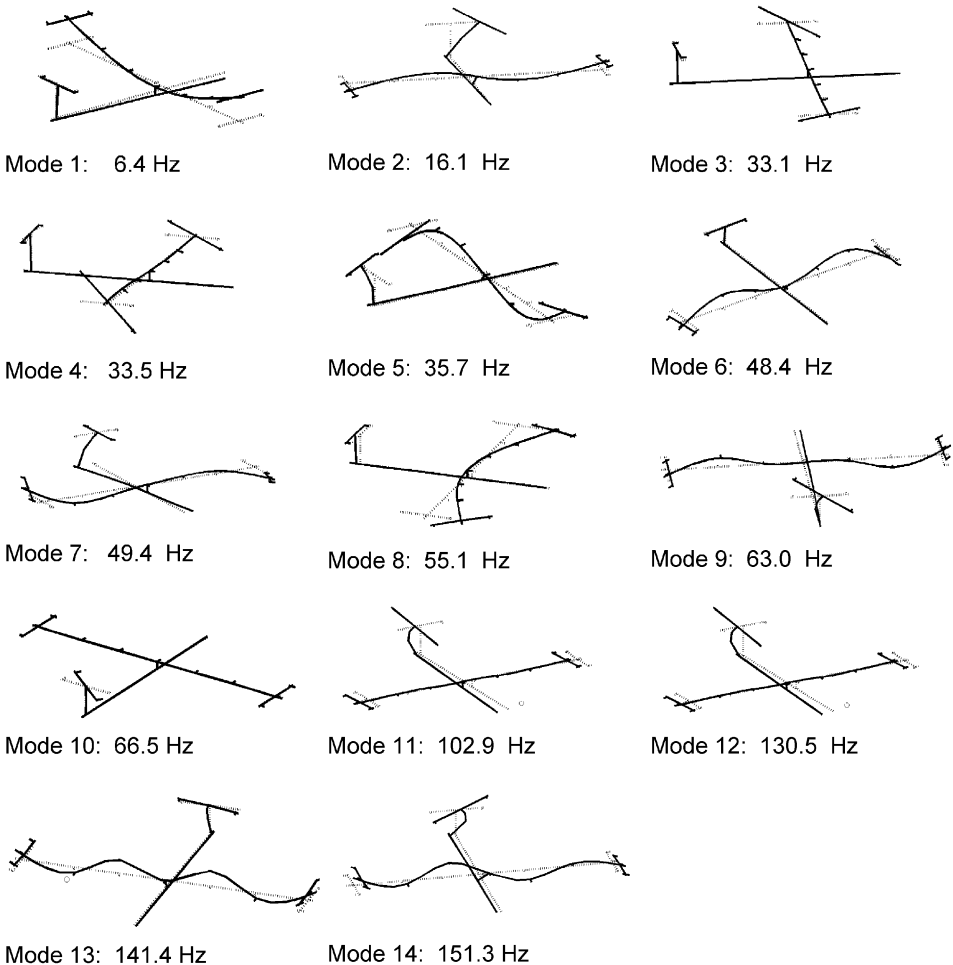 Mode 1: 6.4 Hz
Mode 2: 16.1 Hz
Mode 3: 33.1 Hz
Mode 4: 33.5 Hz
Mode 5: 35.7 Hz
Mode 6: 48.4 Hz
Mode 7: 49.4 Hz
Mode 8: 55.1 Hz
Mode 9: 63.0 Hz
Mode 10: 66.5 Hz
Mode 11: 102.9 Hz
Mode 12: 130.5 Hz
Mode 13: 141.4 Hz
Mode 14: 151.3 Hz